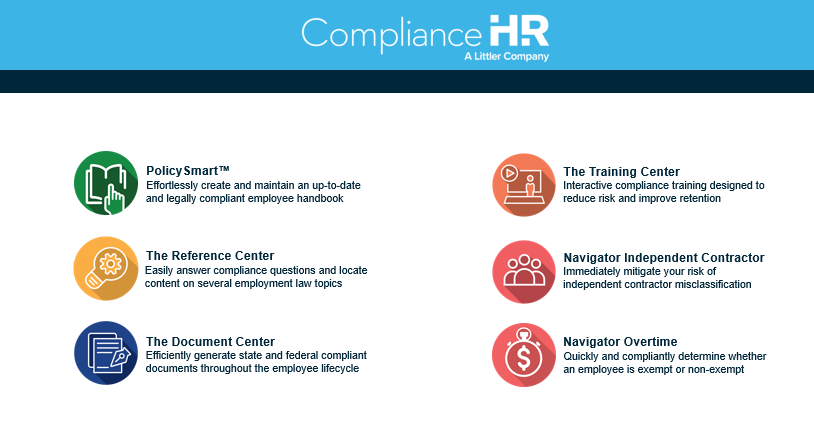 Compliance HR
A Littler Company
PolicySmart™
Effortlessly create and maintain an up-to-date
and legally compliant employee handbook
The Reference Center
Easily answer compliance questions and locate
content on several employment law topics
The Document Center
Efficiently generate state and federal compliant
documents throughout the employee lifecycle
The Training Center
Interactive compliance training designed to
reduce risk and improve retention
Navigator Independent Contractor
Immediately mitigate your risk of
independent contractor misclassification
Navigator Overtime
Quickly and compliantly determine whether
an employee is exempt or non-exempt